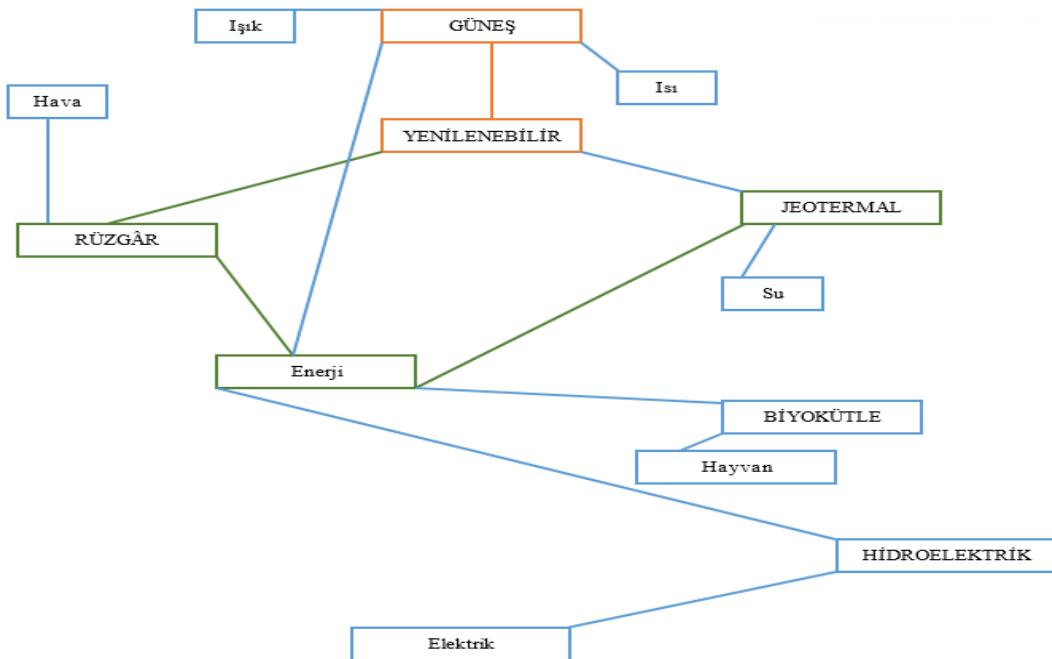 Işık
GÜNEŞ
Isı
Hava
YENİLENEBİLİR
JEOTERMAL
RÜZGÂR
Su
Enerji
BİYOKÜTLE
Hayvan
HİDROELEKTRİK
Elektrik